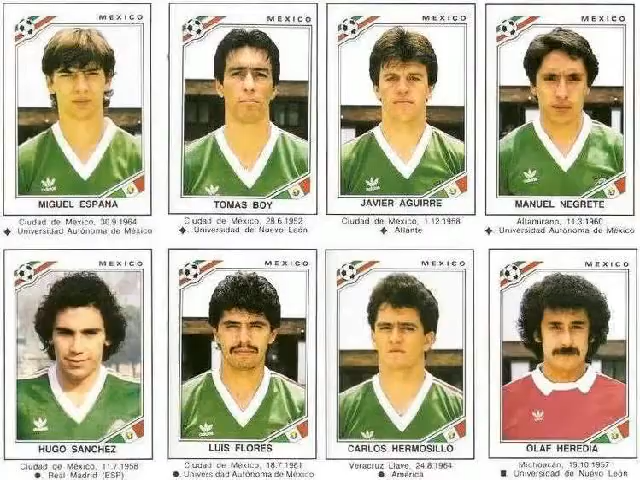 MEXICO
MEXICO
MEXICO
MEXICO
MIGUEL ESPAÑA
TOMAS BOY
JAVIER AGUIRRE
MANUEL NEGRETE
Ciudad de México, 30.9.1964
Universidad Autónoma de México
Ciudad de México, 28.6.1952
Universidad de Nuevo León
Ciudad de México, 1.12.1958
Atlante
Altamirano, 11.3.1960
Universidad Autónoma de México
MEXICO
MEXICO
MEXICO
MEXICO
HUGO SANCHEZ
LUIS FLORES
CARLOS HERMOSILLO
OLAF HEREDIA
Ciudad de México, 11.7.1958
Real Madrid (ESP)
Ciudad de México, 18.7.1961
Universidad Autónoma de México
Veracruz Llave, 24.8.1964
América
Michoacán, 19.10.1957
Universidad de Nuevo León